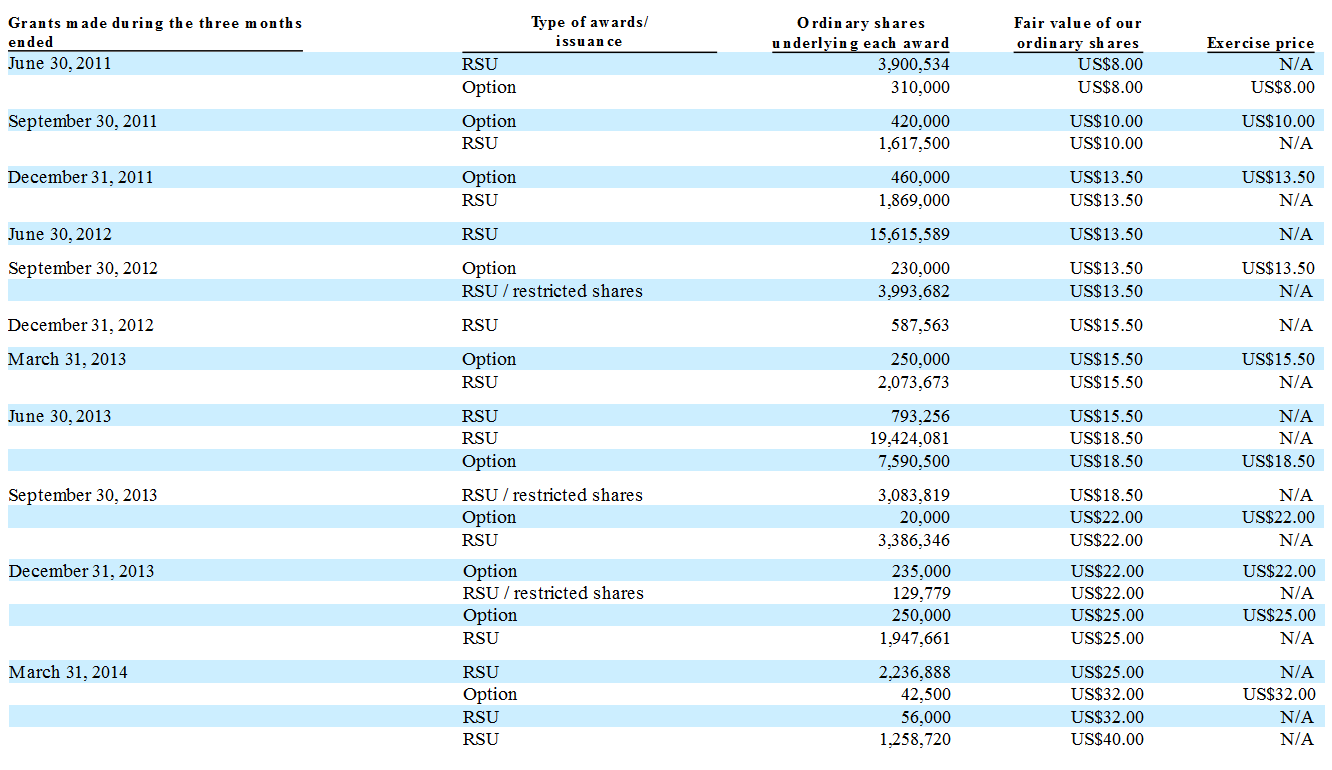 Grants made during the three months ended Type of awards/ issuance Ordinary shares underlying each award Fair value of our ordinary shares Exercise price
June 30, 2011 RSU 3,900,534 US$8.00 N/A
Option 310,000 US$8.00 US$8.00
September 30, 2011 Option 420,000 US$10.00 US$10.00
RSU 1,617,500 US$10.00 N/A
December 31, 2011 Option 460,000 US$13.50 US$13.50
RSU 1,869,000 US$13.50 N/A
June 30, 2012 RSU 15,615,589 US$13.50 N/A
September 30, 2012 Option 230,000 US$13.50 US$13.50
RSU / restricted shares 3,993,682 US$13.50 N/A
December 31, 2012 RSU 587,563 US$15.50 N/A
March 31, 2013 Option 250,000 US$15.50 US$15.50
RSU 2,073,673 US$15.50 N/A
June 30, 2013 RSU 793,256 US$15.50 N/A
RSU 19,424,081 US$18.50 N/A
Option 7,590,500 US$18.50 US$18.50
September 30, 2013 RSU / restricted shares 3,083,819 US$18.50 N/A
Option 20,000 US$22.00 US$22.00
RSU 3,386,346 US$22.00 N/A
December 31, 2013 Option 235,000 US$22.00 US$22.00
RSU / restricted shares 129,779 US$22.00 N/A
Option 250,000 US$25.00 US$25.00
RSU 1,947,661 US$25.00 N/A
March 31, 2014 RSU 2,236,888 US$25.00 N/A
Option 42,500 US$32.00 US$32.00
RSU 56,000 US$32.00 N/A
RSU 1,258,720 US$40.00 N/A